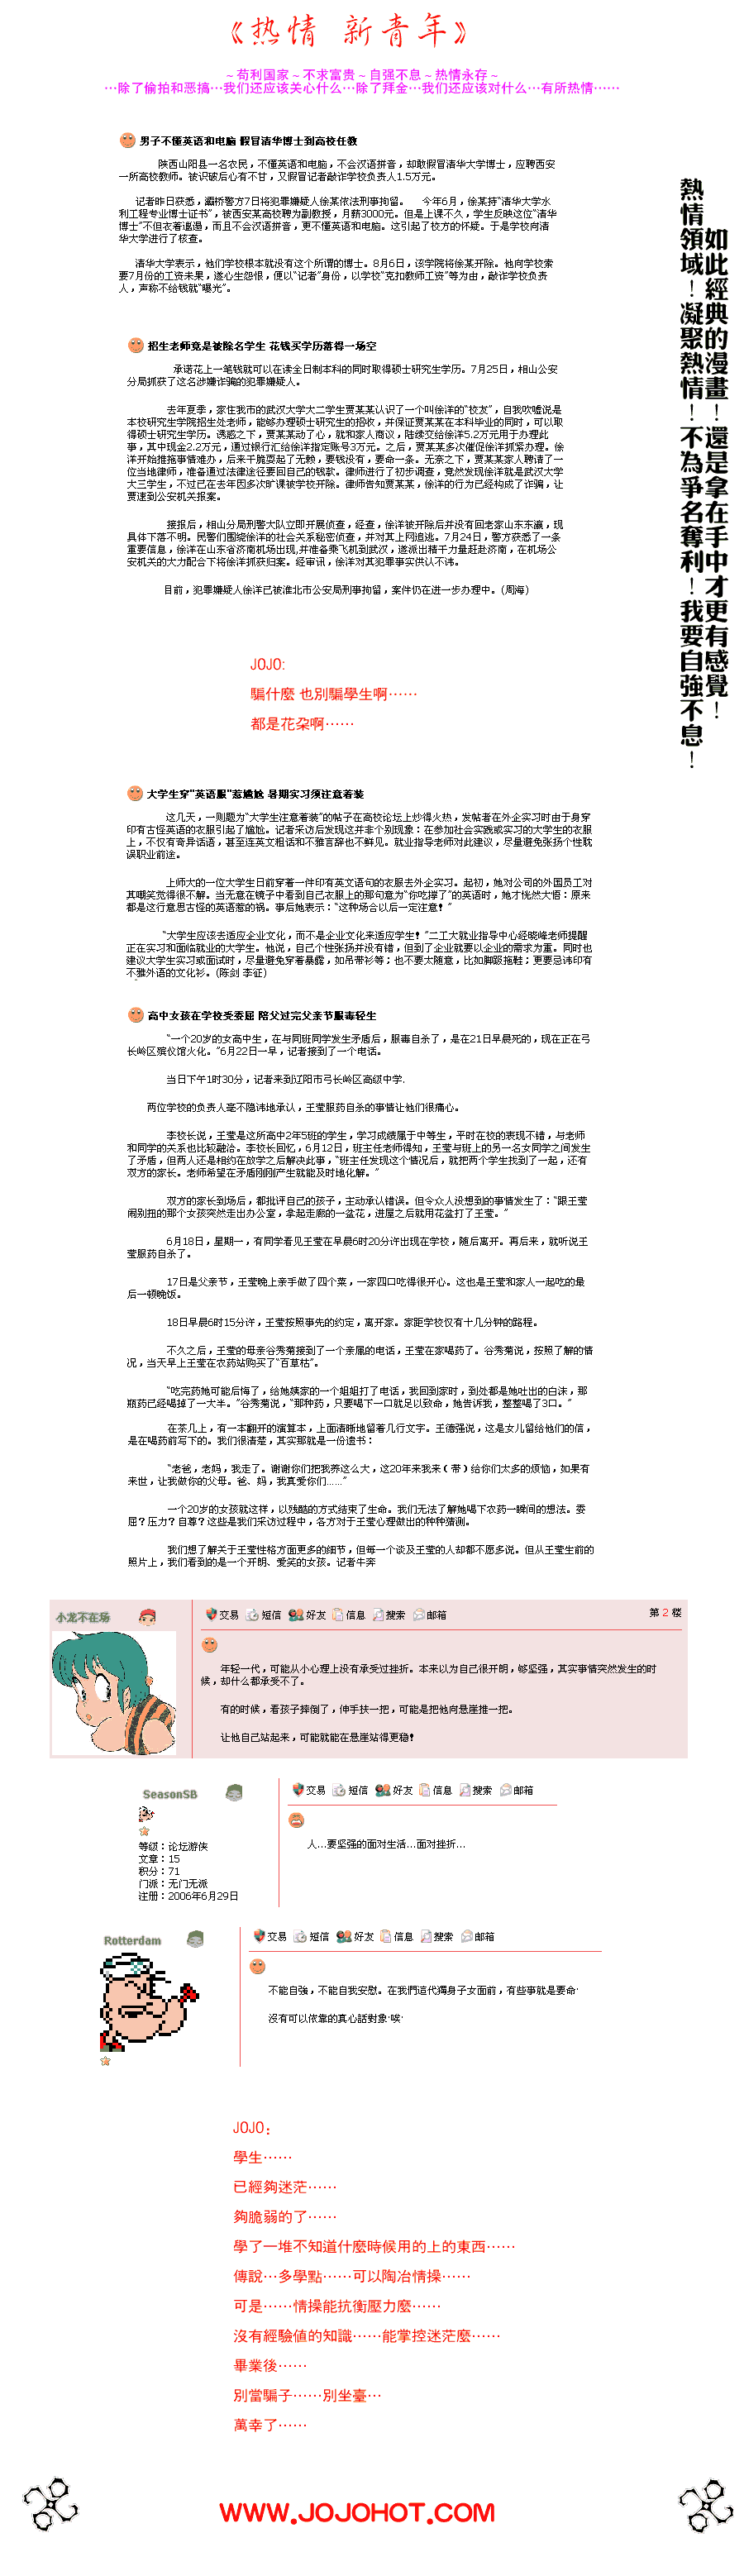 《热情 新青年》
~苟利国家~不求富贵~自强不息~热情永存~
…除了偷拍和恶搞…我们还应该关心什么…除了拜金…我们还应该对什么…有所热情……
如此經典的漫畫！還是拿在手中才更有感覺！
熱情領域！凝聚熱情！不為爭名奪利！我要自強不息！
男子不懂英语和电脑 假冒清华博士到高校任教
陕西山阳县一名农民，不懂英语和电脑，不会汉语拼音，却敢假冒清华大学博士，应聘西安
一所高校教师。被识破后心有不甘，又假冒记者敲诈学校负责人1.5万元。
记者昨日获悉，灞桥警方7日将犯罪嫌疑人徐某依法刑事拘留。 今年6月，徐某持“清华大学水
利工程专业博士证书”，被西安某高校聘为副教授，月薪3000元。但是上课不久，学生反映这位“清华
博士”不但衣着邋遢，而且不会汉语拼音，更不懂英语和电脑。这引起了校方的怀疑。于是学校向清
华大学进行了核查。
清华大学表示，他们学校根本就没有这个所谓的博士。8月6日，该学院将徐某开除。他向学校索
要7月份的工资未果，遂心生怨恨，便以“记者”身份，以学校“克扣教师工资”等为由，敲诈学校负责
人，声称不给钱就“曝光”。
招生老师竟是被除名学生 花钱买学历落得一场空
承诺花上一笔钱就可以在读全日制本科的同时取得硕士研究生学历。7月25日，相山公安
分局抓获了这名涉嫌诈骗的犯罪嫌疑人。
去年夏季，家住我市的武汉大学大二学生贾某某认识了一个叫徐洋的“校友”，自我吹嘘说是
本校研究生学院招生处老师，能够办理硕士研究生的招收，并保证贾某某在本科毕业的同时，可以取
得硕士研究生学历。诱惑之下，贾某某动了心，就和家人商议，陆续交给徐洋5.2万元用于办理此
事，其中现金2.2万元，通过银行汇给徐洋指定账号3万元。之后，贾某某多次催促徐洋抓紧办理。徐
洋开始推拖事情难办，后来干脆耍起了无赖，要钱没有，要命一条。无奈之下，贾某某家人聘请了一
位当地律师，准备通过法律途径要回自己的钱款。律师进行了初步调查，竟然发现徐洋就是武汉大学
大三学生，不过已在去年因多次旷课被学校开除。律师告知贾某某，徐洋的行为已经构成了诈骗，让
贾速到公安机关报案。
接报后，相山分局刑警大队立即开展侦查，经查，徐洋被开除后并没有回老家山东东瀛，现
具体下落不明。民警们围绕徐洋的社会关系秘密侦查，并对其上网追逃。7月24日，警方获悉了一条
重要信息，徐洋在山东省济南机场出现,并准备乘飞机到武汉，遂派出精干力量赶赴济南，在机场公
安机关的大力配合下将徐洋抓获归案。经审讯，徐洋对其犯罪事实供认不讳。
目前，犯罪嫌疑人徐洋已被淮北市公安局刑事拘留，案件仍在进一步办理中。(周海)
JOJO:
騙什麼 也別騙學生啊……
都是花朵啊……
大学生穿"英语服"惹尴尬 暑期实习须注意着装
这几天，一则题为“大学生注意着装”的帖子在高校论坛上炒得火热，发帖者在外企实习时由于身穿
印有古怪英语的衣服引起了尴尬。记者采访后发现这并非个别现象：在参加社会实践或实习的大学生的衣服
上，不仅有奇异话语，甚至连英文粗话和不雅言辞也不鲜见。就业指导老师对此建议，尽量避免张扬个性耽
误职业前途。
上师大的一位大学生日前穿着一件印有英文语句的衣服去外企实习。起初，她对公司的外国员工对
其嘲笑觉得很不解。当无意在镜子中看到自己衣服上的那句意为“你吃撑了”的英语时，她才恍然大悟：原来
都是这行意思古怪的英语惹的祸。事后她表示：“这种场合以后一定注意！”
“大学生应该去适应企业文化，而不是企业文化来适应学生！”二工大就业指导中心经晓峰老师提醒
正在实习和面临就业的大学生。他说，自己个性张扬并没有错，但到了企业就要以企业的需求为重。同时也
建议大学生实习或面试时，尽量避免穿着暴露，如吊带衫等；也不要太随意，比如脚趿拖鞋；更要忌讳印有
不雅外语的文化衫。(陈剑 李征)
高中女孩在学校受委屈 陪父过完父亲节服毒轻生
“一个20岁的女高中生，在与同班同学发生矛盾后，服毒自杀了，是在21日早晨死的，现在正在弓
长岭区殡仪馆火化。”6月22日一早，记者接到了一个电话。
当日下午1时30分，记者来到辽阳市弓长岭区高级中学.
两位学校的负责人毫不隐讳地承认，王莹服药自杀的事情让他们很痛心。
李校长说，王莹是这所高中2年5班的学生，学习成绩属于中等生，平时在校的表现不错，与老师
和同学的关系也比较融洽。李校长回忆，6月12日，班主任老师得知，王莹与班上的另一名女同学之间发生
了矛盾，但两人还是相约在放学之后解决此事，“班主任发现这个情况后，就把两个学生找到了一起，还有
双方的家长。老师希望在矛盾刚刚产生就能及时地化解。”
双方的家长到场后，都批评自己的孩子，主动承认错误。但令众人没想到的事情发生了：“跟王莹
闹别扭的那个女孩突然走出办公室，拿起走廊的一盆花，进屋之后就用花盆打了王莹。”
6月18日，星期一，有同学看见王莹在早晨6时20分许出现在学校，随后离开。再后来，就听说王
莹服药自杀了。
17日是父亲节，王莹晚上亲手做了四个菜，一家四口吃得很开心。这也是王莹和家人一起吃的最
后一顿晚饭。
18日早晨6时15分许，王莹按照事先的约定，离开家。家距学校仅有十几分钟的路程。
不久之后，王莹的母亲谷秀菊接到了一个亲属的电话，王莹在家喝药了。谷秀菊说，按照了解的情
况，当天早上王莹在农药站购买了“百草枯”。
“吃完药她可能后悔了，给她姨家的一个姐姐打了电话，我回到家时，到处都是她吐出的白沫，那
瓶药已经喝掉了一大半。”谷秀菊说，“那种药，只要喝下一口就足以致命，她告诉我，整整喝了3口。”
在茶几上，有一本翻开的演算本，上面清晰地留着几行文字。王德强说，这是女儿留给他们的信，
是在喝药前写下的。我们很清楚，其实那就是一份遗书：
“老爸，老妈，我走了。谢谢你们把我养这么大，这20年来我来（带）给你们太多的烦恼，如果有
来世，让我做你的父母。爸、妈，我真爱你们……”
一个20岁的女孩就这样，以残酷的方式结束了生命。我们无法了解她喝下农药一瞬间的想法。委
屈？压力？自尊？这些是我们采访过程中，各方对于王莹心理做出的种种猜测。
我们想了解关于王莹性格方面更多的细节，但每一个谈及王莹的人却都不愿多说。但从王莹生前的
照片上，我们看到的是一个开朗、爱笑的女孩。记者牛奔
小龙不在场
交易 短信 好友 信息 搜索 邮箱
第 2 楼
年轻一代，可能从小心理上没有承受过挫折。本来以为自己很开朗，够坚强，其实事情突然发生的时
候，却什么都承受不了。
有的时候，看孩子摔倒了，伸手扶一把，可能是把他向悬崖推一把。
让他自己站起来，可能就能在悬崖站得更稳！
SeasonSB
等级：论坛游侠
文章：15
积分：71
门派：无门无派
注册：2006年6月29日
交易 短信 好友 信息 搜索 邮箱
人…要坚强的面对生活…面对挫折…
Rotterdam
交易 短信 好友 信息 搜索 邮箱
不能自強，不能自我安慰。在我們這代獨身子女面前，有些事就是要命·
沒有可以依靠的真心話對象·唉·
JOJO：
學生……
已經夠迷茫……
夠脆弱的了……
學了一堆不知道什麼時候用的上的東西……
傳說…多學點……可以陶冶情操……
可是……情操能抗衡壓力麼……
沒有經驗值的知識……能掌控迷茫麼……
畢業後……
別當騙子……別坐臺…
萬幸了……
WWW.JOJOHOT.COM